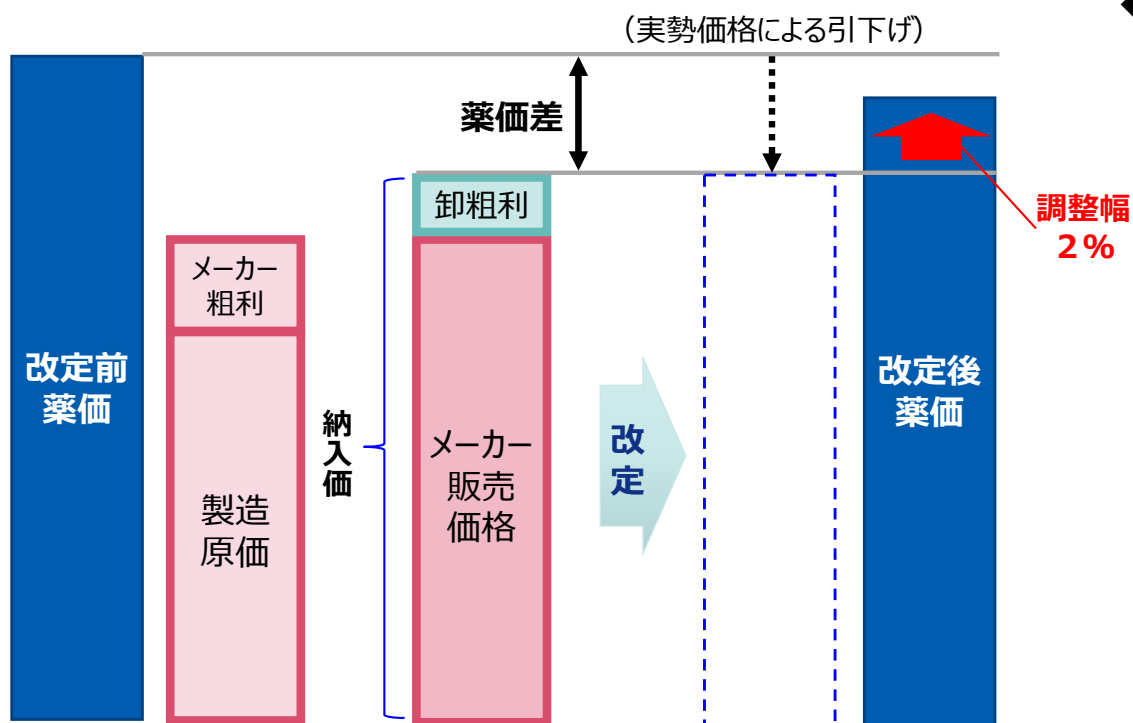 (実勢価格による引下げ)
薬価差
調整幅
2%
卸粗利
メーカー
粗利
改定前
薬価
製造
原価
納入価
メーカー
販売
価格
改定
改定後
薬価